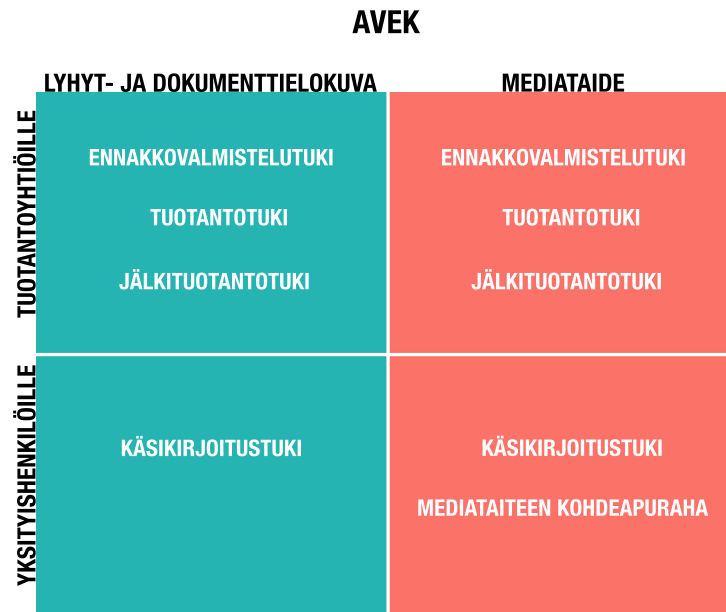 AVEK
LYHYT- JA DOKUMENTTIELOKUVA
MEDIATAIDE
TUOTANTOYHTIÖILLE
ENNAKKOVALMISTELUTUKI
TUOTANTOTUKI
JÄLKITUOTANTOTUKI
ENNAKKOVALMISTELUTUKI
TUOTANTOTUKI
JÄLKITUOTANTOTUKI
YKSITYISHENKILÖILLE
KÄSIKIRJOITUSTUKI
KÄSIKIRJOITUSTUKI
MEDIATAITEEN KOHDEAPURAHA